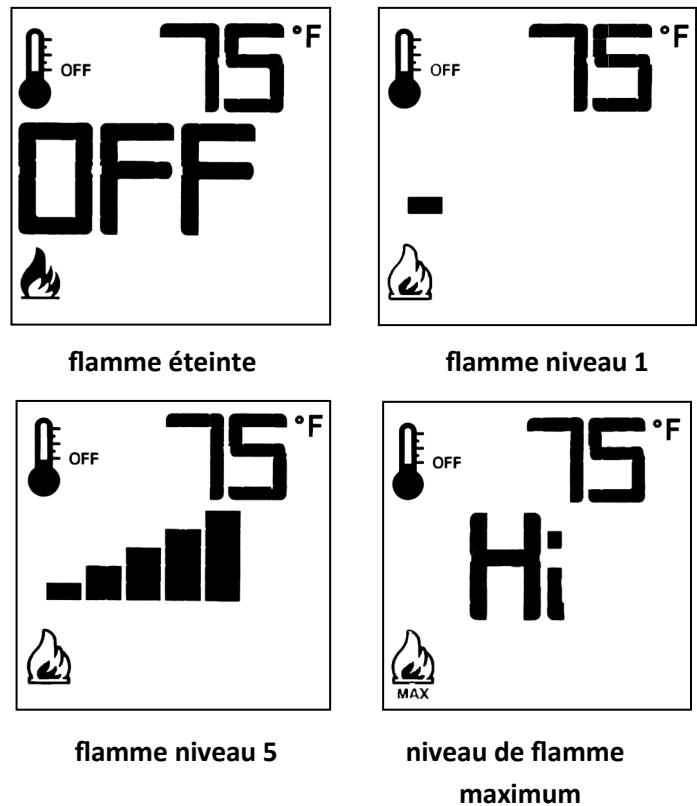 75 °F
OFF
OFF
75 °F
OFF
flamme éteinte
flamme niveau 1
75 °F
OFF
75 °F
OFF
Hi
MAX
flamme niveau 5
niveau de flamme
maximum